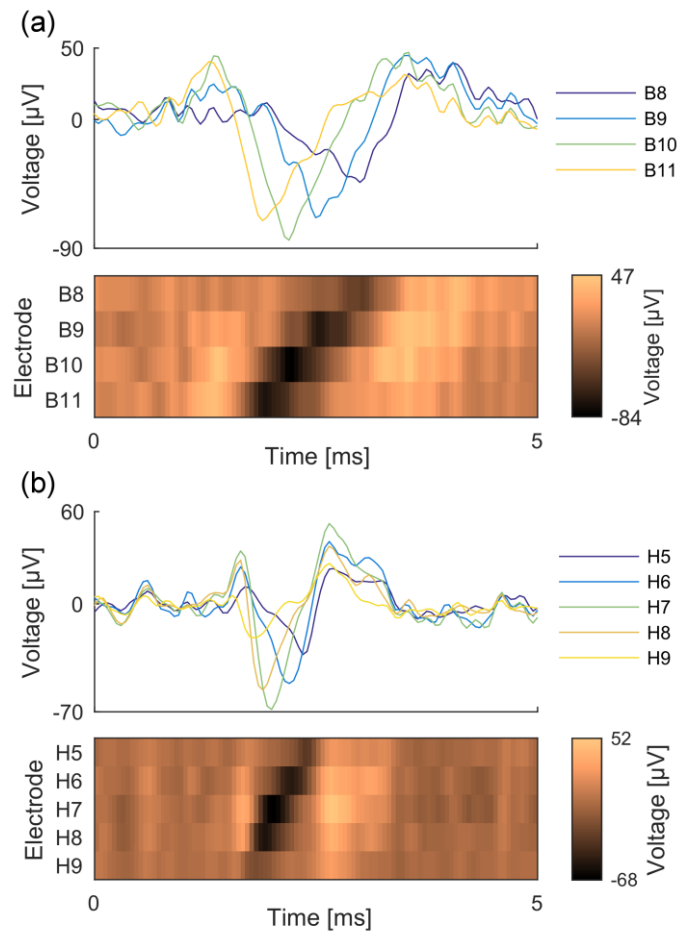 (a)
50
0
-90
Voltage [µV]
B8
B9
B10
B11
Electrode
B8
B9
B10
B11
0
5
Time [ms]
47
-84
Voltage [µV]
(b)
60
0
-70
Voltage [µV]
H5
H6
H7
H8
H9
Electrode
H5
H6
H7
H8
H9
0
5
Time [ms]
52
-68
Voltage [µV]